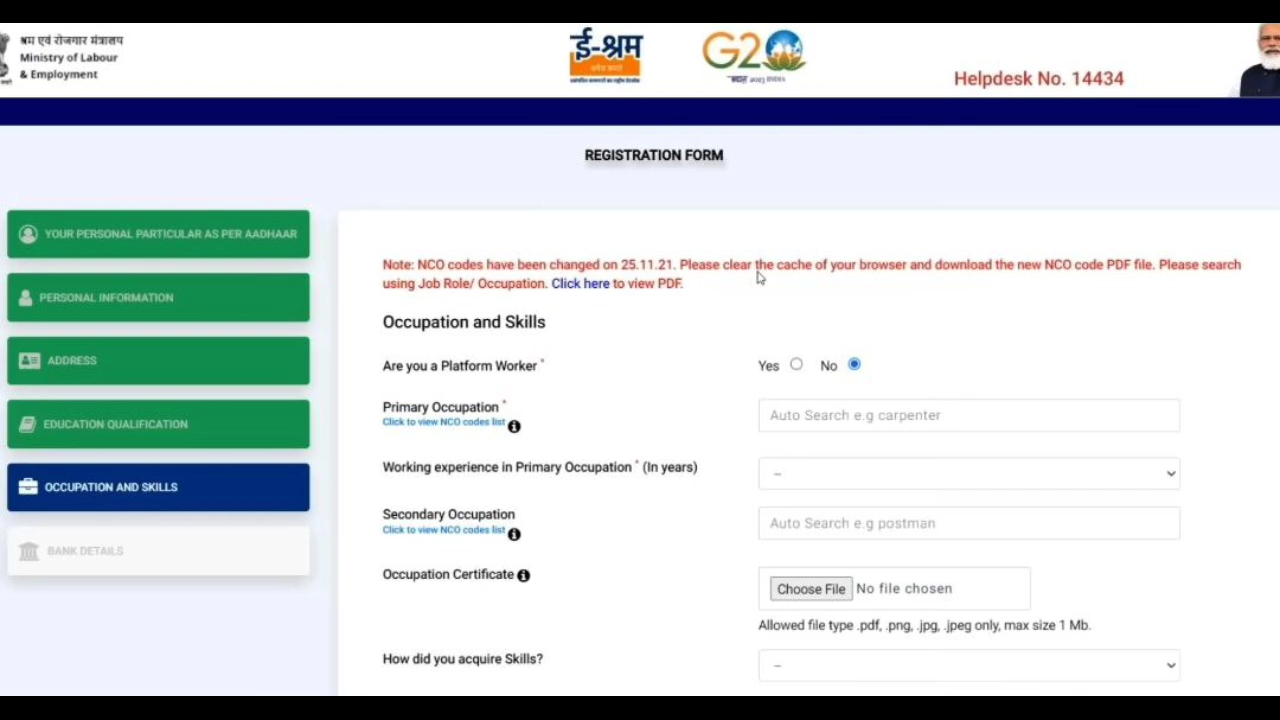 श्रम एवं रोजगार मंत्रालय
Ministry of Labour
& Employment
ई-श्रम
G20
Helpdesk No. 14434
REGISTRATION FORM
YOUR PERSONAL PARTICULAR AS PER AADHAAR
PERSONAL INFORMATION
ADDRESS
EDUCATION QUALIFICATION
OCCUPATION AND SKILLS
BANK DETAILS
Note: NCO codes have been changed on 25.11.21. Please clear the cache of your browser and download the new NCO code PDF file. Please search
using Job Role/ Occupation. Click here to view PDF.
Occupation and Skills
Are you a Platform Worker *
Yes No
Primary Occupation *
Click to view NCO codes list
Auto Search e.g carpenter
Working experience in Primary Occupation * (In years)
--
Secondary Occupation
Click to view NCO codes list
Auto Search e.g postman
Occupation Certificate
Choose File No file chosen
Allowed file type .pdf, .png, .jpg, .jpeg only, max size 1 Mb.
How did you acquire Skills?
--